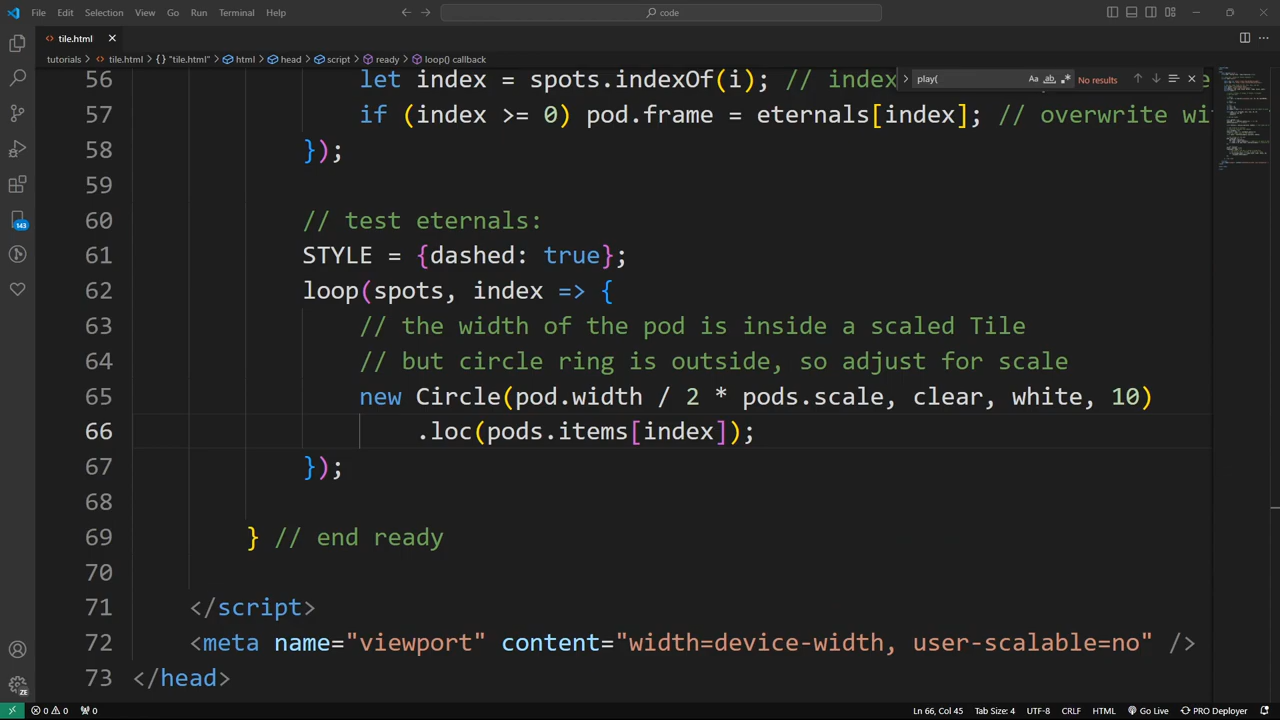 File Edit Selection View Go Run Terminal Help
code
tile.html
tutorials > tile.html > {} "tile.html" > html > head > script > ready > loop() callback
play(
Aa ab .* No results
56 let index = spots.indexOf(i); // index
57 if (index >= 0) pod.frame = eternals[index]; // overwrite wi
58 });
59
60 // test eternals:
61 STYLE = {dashed: true};
62 loop(spots, index => {
63 // the width of the pod is inside a scaled Tile
64 // but circle ring is outside, so adjust for scale
65 new Circle(pod.width / 2 * pods.scale, clear, white, 10)
66 .loc(pods.items[index]);
67 });
68
69 } // end ready
70
71 </script>
72 <meta name="viewport" content="width=device-width, user-scalable=no" />
73 </head>
143
ZE
0 0 0 Ln 66, Col 45 Tab Size: 4 UTF-8 CRLF HTML Go Live PRO Deployer